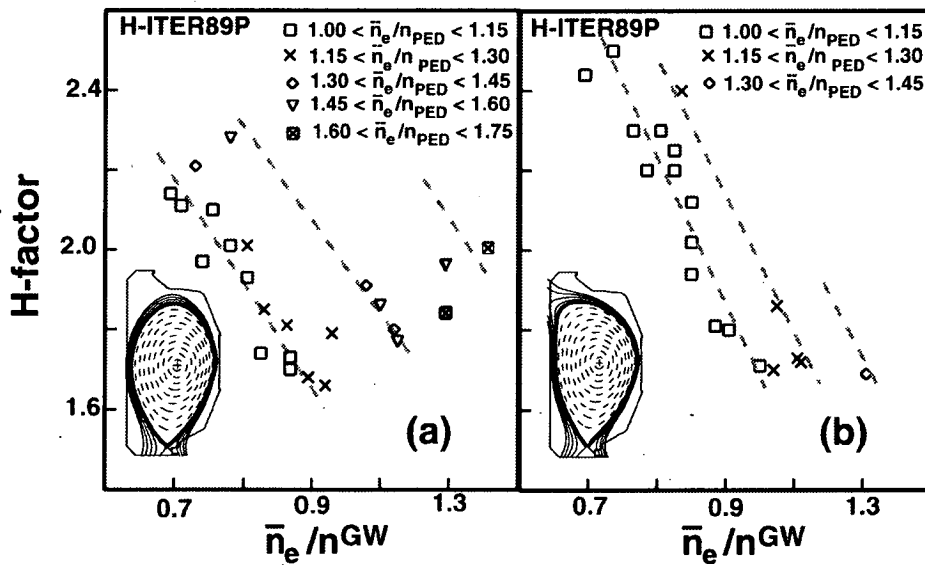 H-ITER89P
1.00 < n̅e/nPED < 1.15
1.15 < n̅e/n PED < 1.30
1.30 < n̅e/nPED < 1.45
1.45 < n̅e/n PED < 1.60
1.60 < n̅e/nPED < 1.75
H-factor
2.4
2.0
1.6
(a)
0.7
0.9
1.3
n̅e/nGW
H-ITER89P
1.00 < n̅e/nPED < 1.15
1.15 < n̅e/n PED < 1.30
1.30 < n̅e/nPED < 1.45
(b)
0.7
0.9
1.3
n̅e/nGW